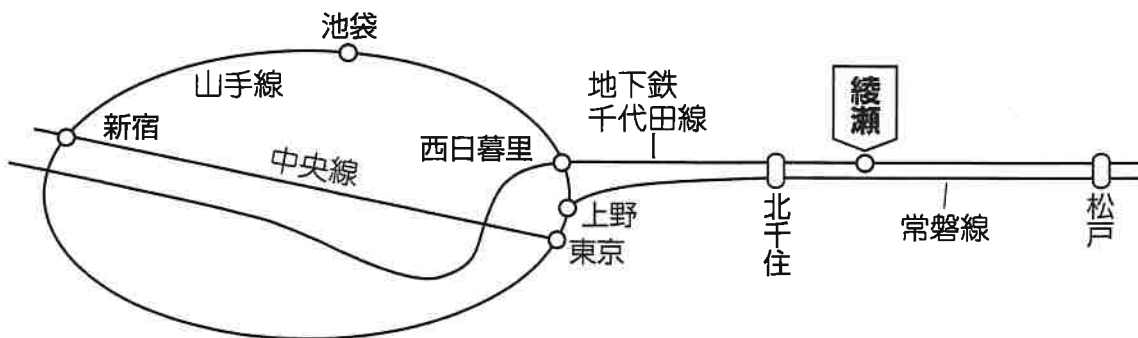 池袋
山手線
地下鉄
千代田線
綾瀬
新宿
西日暮里
中央線
上野
東京
北千住
常磐線
松戸